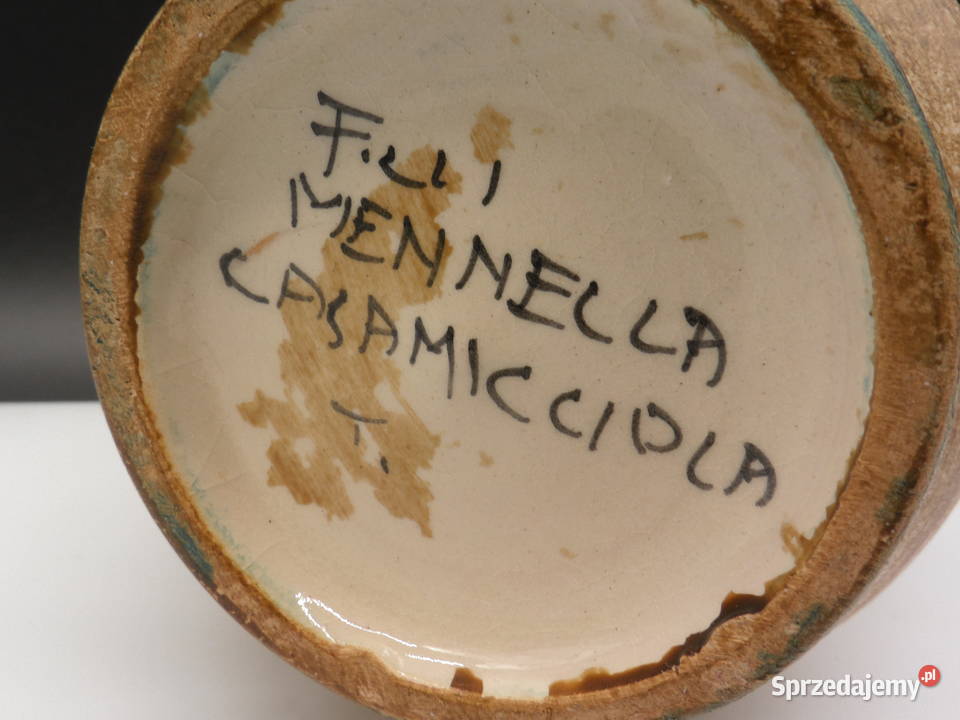 F.LLI
MENNELLA
CASAMICCIOLA
T.
Sprzedajemy.pl